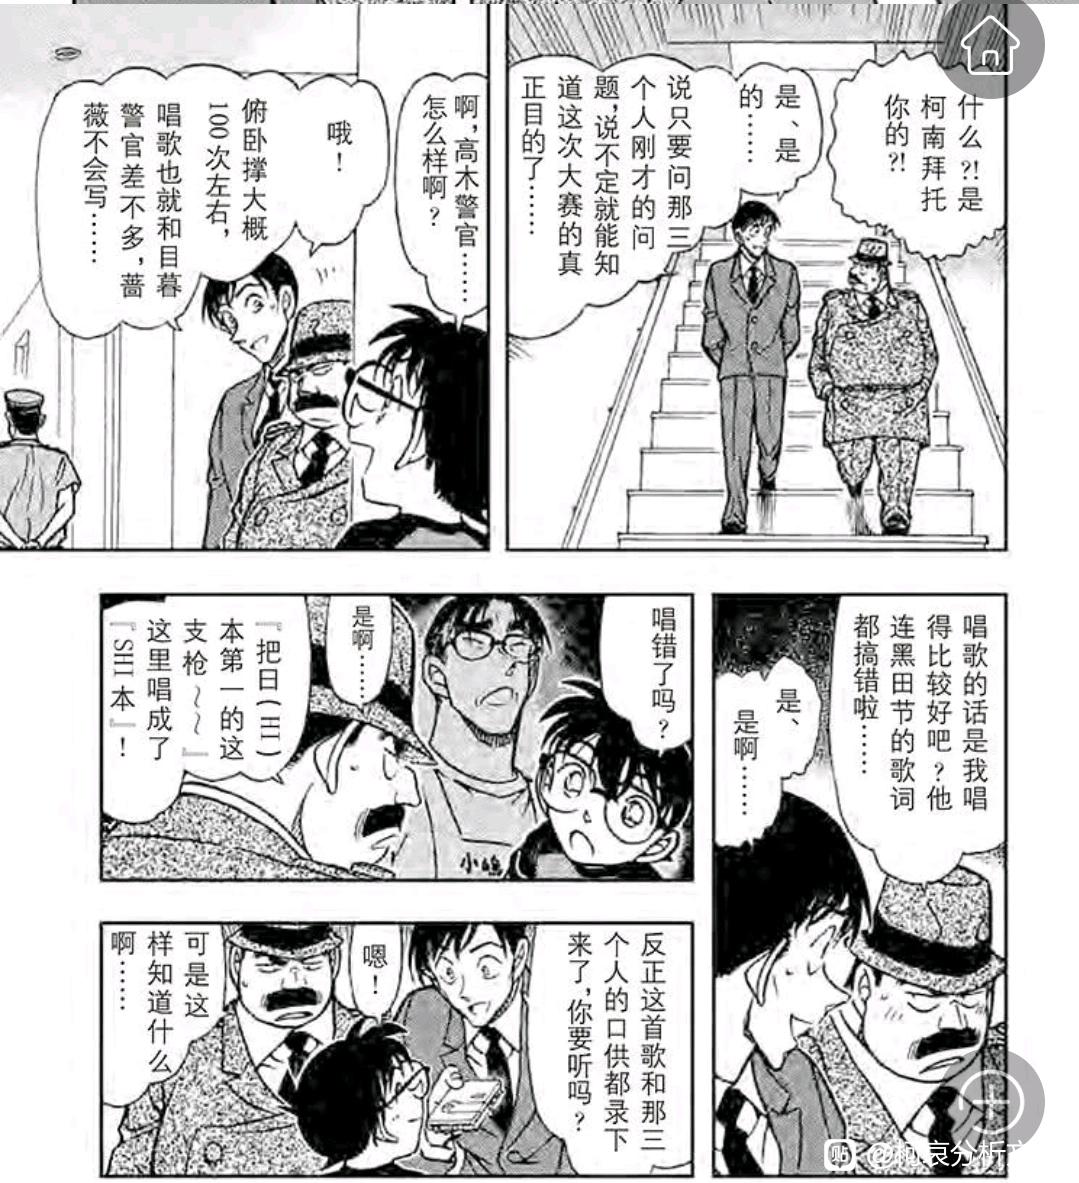 什么?!是
柯南拜托
你的?!
是、是
的……
说只要问那三
个人刚才的问
题,说不定就能知
道这次大赛的真
正目的了……
啊,高木警官……
怎么样啊?
哦!
俯卧撑大概
100次左右,
唱歌也就和目暮
警官差不多,蔷
薇不会写……
唱歌的话是我唱
得比较好吧?他
连黑田节的歌词
都搞错啦……
是、
是啊……
唱错了吗?
是啊……
『把日(HI)
本第一的这
支枪~~』
这里唱成了
『SHI本』!
小嶋
反正这首歌和那三
个人的口供都录下
来了,你要听吗?
嗯!
可是这
样知道什么
啊……
贴 @柯哀分析